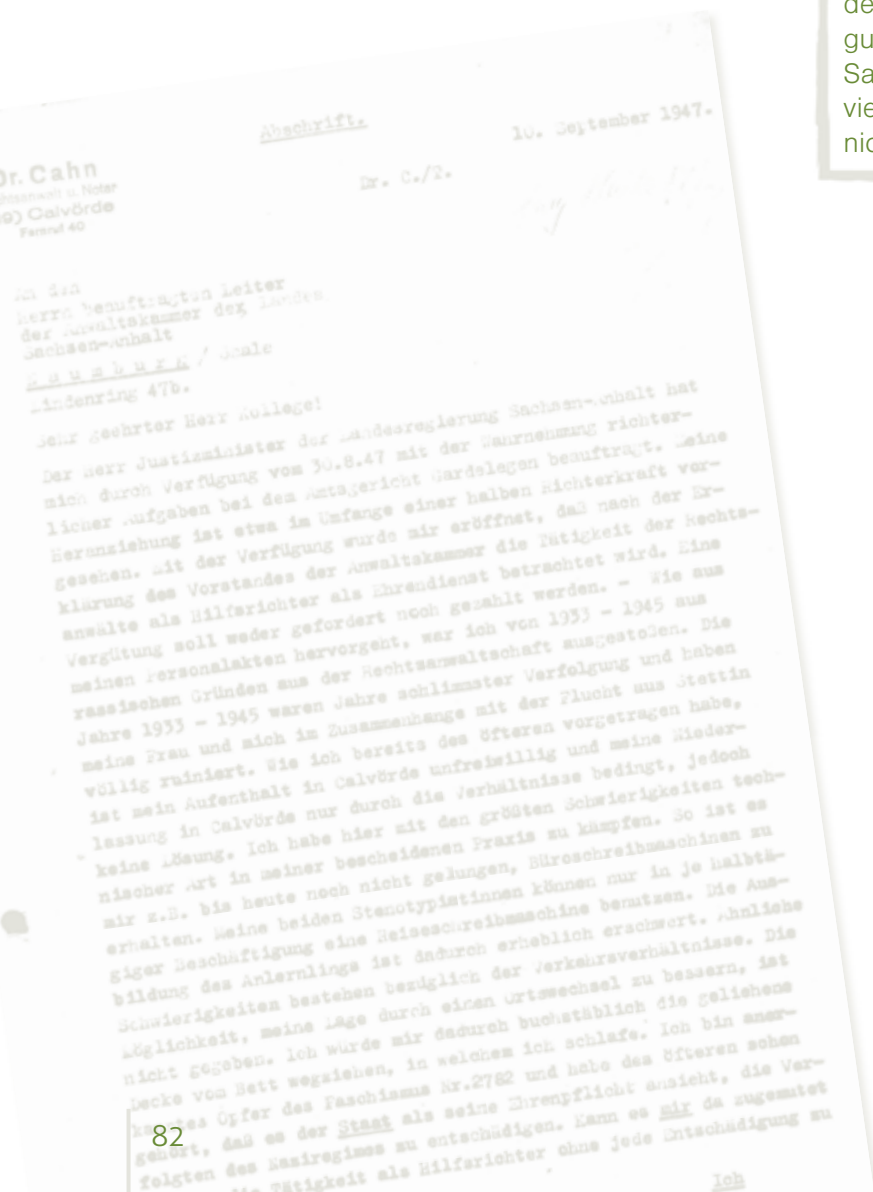 de
gu
Sa
vie
nic
Abschrift.
10. September 1947.
Dr. Cahn
Rechtsanwalt u. Notar
(19) Calvörde
Fernruf 40
Dr. C./Z.
An den
Herrn beauftragten Leiter
der Anwaltskammer des Landes
Sachsen-Anhalt
N a u m b u r g / Saale
Lindenring 47b.
Sehr geehrter Herr Kollege!
Der Herr Justizminister der Landesregierung Sachsen-Anhalt hat
mich durch Verfügung vom 30.8.47 mit der Wahrnehmung richter-
licher Aufgaben bei dem Amtsgericht Gardelegen beauftragt. Meine
Heranziehung ist etwa im Umfange einer halben Richterkraft vor-
gesehen. Mit der Verfügung wurde mir eröffnet, daß nach der Er-
klärung des Vorstandes der Anwaltskammer die Tätigkeit der Rechts-
anwälte als Hilfsrichter als Ehrendienst betrachtet wird. Eine
Vergütung soll weder gefordert noch gezahlt werden. - Wie aus
meinen Personalakten hervorgeht, war ich von 1933 - 1945 aus
rassischen Gründen aus der Rechtsanwaltschaft ausgestoßen. Die
Jahre 1933 - 1945 waren Jahre schlimmster Verfolgung und haben
meine Frau und mich im Zusammenhange mit der Flucht aus Stettin
völlig ruiniert. Wie ich bereits des öfteren vorgetragen habe,
ist mein Aufenthalt in Calvörde unfreiwillig und meine Nieder-
lassung in Calvörde nur durch die Verhältnisse bedingt, jedoch
keine Lösung. Ich habe hier mit den größten Schwierigkeiten tech-
nischer Art in meiner bescheidenen Praxis zu kämpfen. So ist es
mir z.B. bis heute noch nicht gelungen, Büroschreibmaschinen zu
erhalten. Meine beiden Stenotypistinnen können nur in je halbtä-
giger Beschäftigung eine Reiseschreibmaschine benutzen. Die Aus-
bildung des Anlernlings ist dadurch erheblich erschwert. Ähnliche
Schwierigkeiten bestehen bezüglich der Verkehrsverhältnisse. Die
Möglichkeit, meine Lage durch einen Ortswechsel zu bessern, ist
nicht gegeben. Ich würde mir dadurch buchstäblich die geliehene
Decke vom Bett wegziehen, in welchem ich schlafe. Ich bin aner-
kanntes Opfer des Faschismus Nr.2782 und habe des öfteren schon
gehört, daß es der Staat als seine Ehrenpflicht ansieht, die Ver-
folgten des Naziregimes zu entschädigen. Kann es mir da zugemutet
die Tätigkeit als Hilfsrichter ohne jede Entschädigung zu
Ich
82